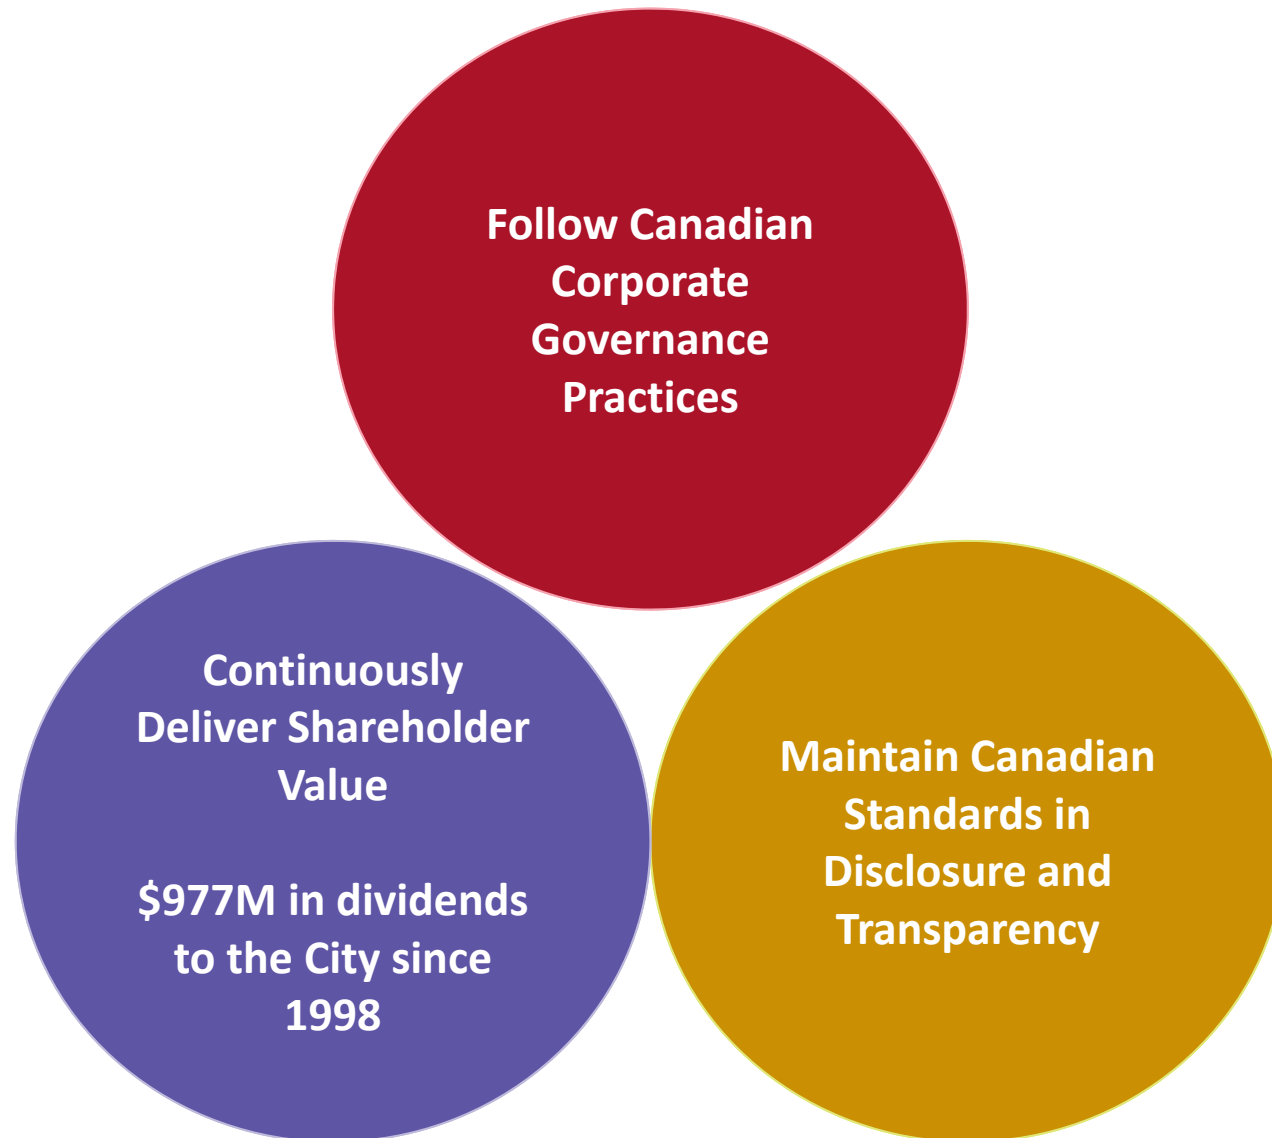 Follow Canadian
Corporate
Governance
Practices
Continuously
Deliver Shareholder
Value
$977M in dividends
to the City since
1998
Maintain Canadian
Standards in
Disclosure and
Transparency